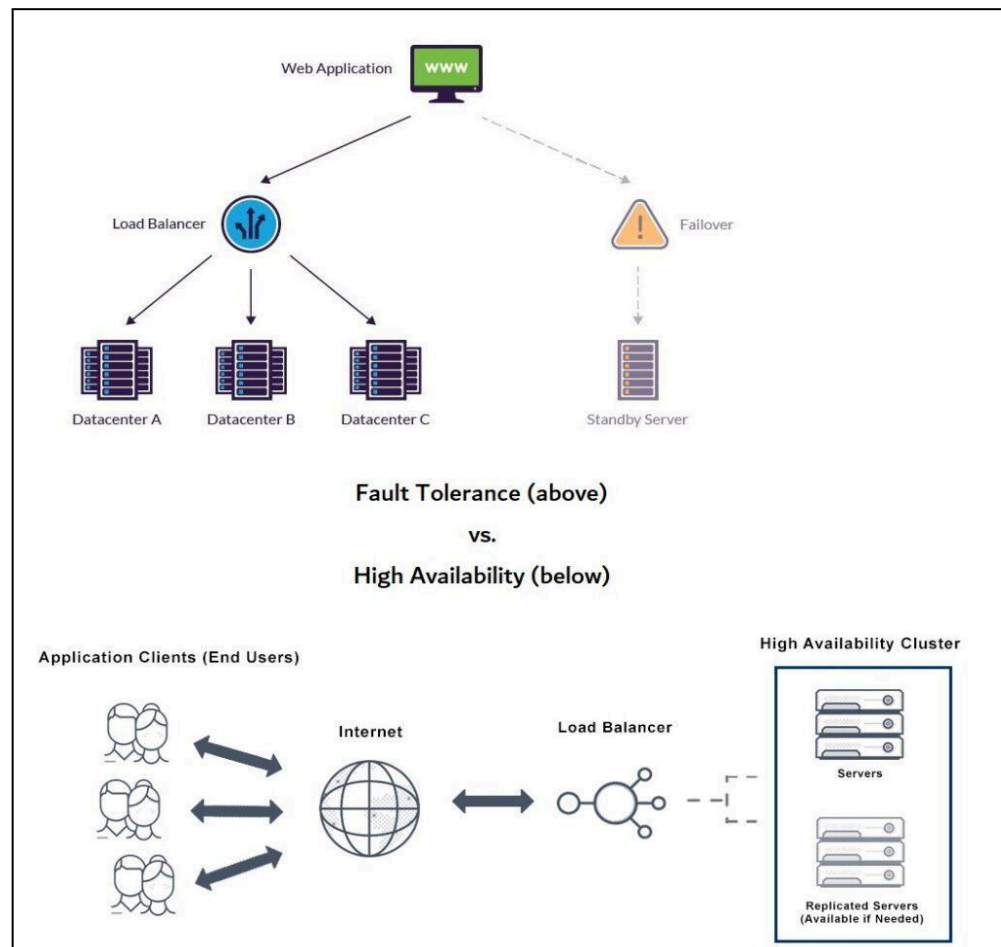 WWW
Web Application
Load Balancer
Failover
Datacenter A
Datacenter B
Datacenter C
Standby Server
Fault Tolerance (above)
vs.
High Availability (below)
High Availability Cluster
Application Clients (End Users)
Internet
Load Balancer
Servers
Replicated Servers
(Available if Needed)